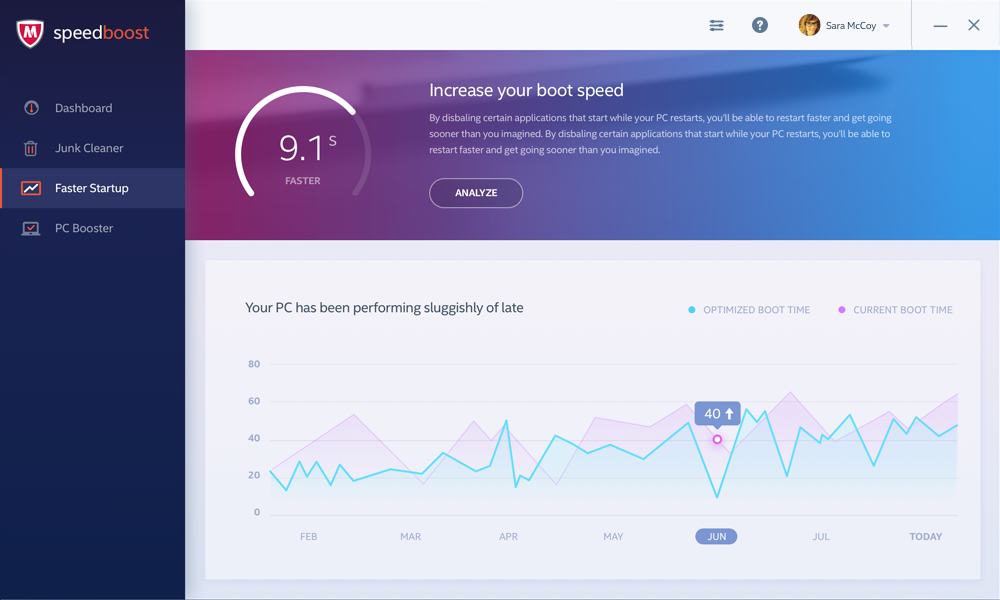 speedboost
Sara McCoy
Dashboard
Junk Cleaner
Faster Startup
PC Booster
9.1 S
FASTER
Increase your boot speed
By disbaling certain applications that start while your PC restarts, you'll be able to restart faster and get going
sooner than you imagined. By disbaling certain applications that start while your PC restarts, you'll be able to
restart faster and get going sooner than you imagined.
ANALYZE
Your PC has been performing sluggishly of late
OPTIMIZED BOOT TIME
CURRENT BOOT TIME
80
60
40
20
0
40
FEB MAR APR MAY JUN JUL TODAY